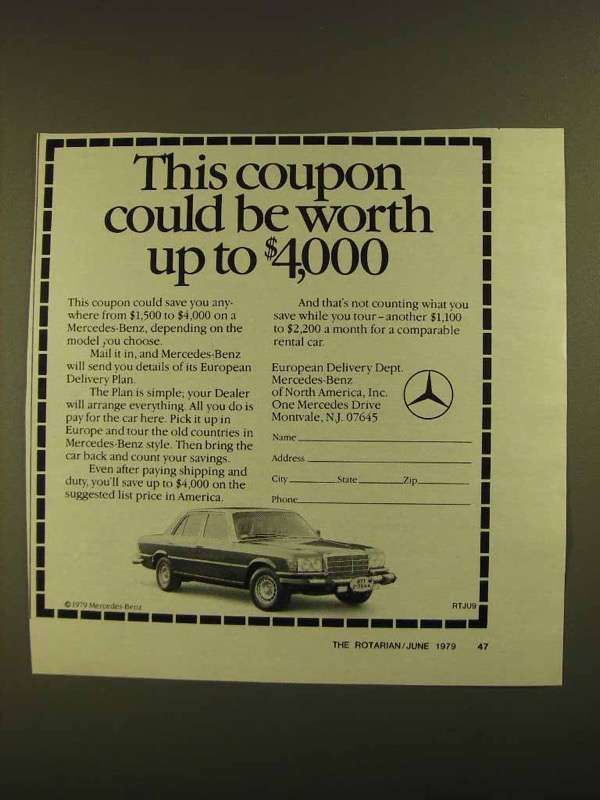 This coupon
could be worth
up to $4,000
This coupon could save you any-
where from $1,500 to $4,000 on a
Mercedes-Benz, depending on the
model you choose.
Mail it in, and Mercedes-Benz
will send you details of its European
Delivery Plan.
The Plan is simple; your Dealer
will arrange everything. All you do is
pay for the car here. Pick it up in
Europe and tour the old countries in
Mercedes-Benz style. Then bring the
car back and count your savings.
Even after paying shipping and
duty, you'll save up to $4,000 on the
suggested list price in America.
And that's not counting what you
save while you tour – another $1,100
to $2,200 a month for a comparable
rental car.
European Delivery Dept.
Mercedes-Benz
of North America, Inc.
One Mercedes Drive
Montvale, N.J. 07645
Name
Address
City State Zip
Phone
©1979 Mercedes-Benz
RTJU9
THE ROTARIAN/JUNE 1979 47